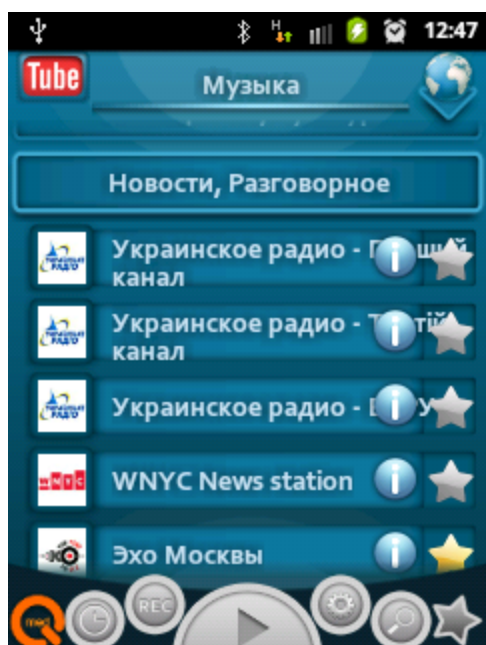 H
12:47
Tube
Музыка
Новости, Разговорное
Украинское радио -
канал
Украинское радио -
канал
Украинское радио -
WNYC News station
Эхо Москвы
REC